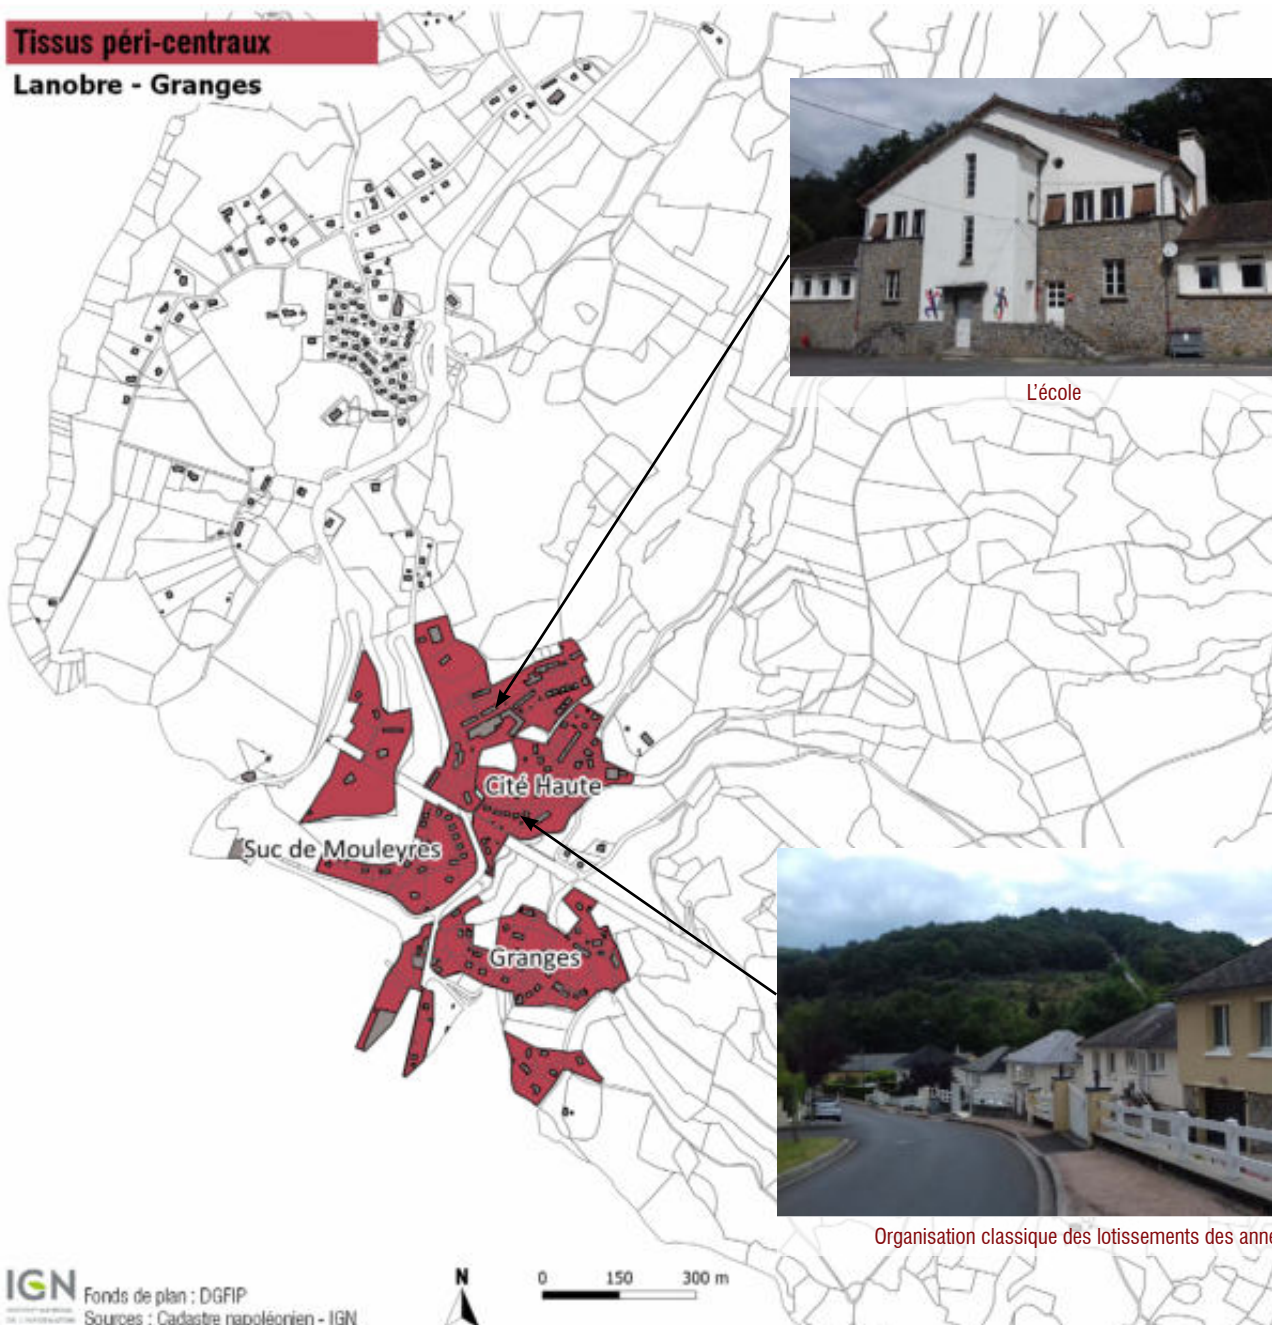 Tissus péri-centraux
Lanobre - Granges
L'école
Cité Haute
Suc de Mouleyres
Granges
Organisation classique des lotissements des anné
IGN
Fonds de plan : DGFIP
Sources : Cadastre napoléonien - IGN
N
0 150 300 m